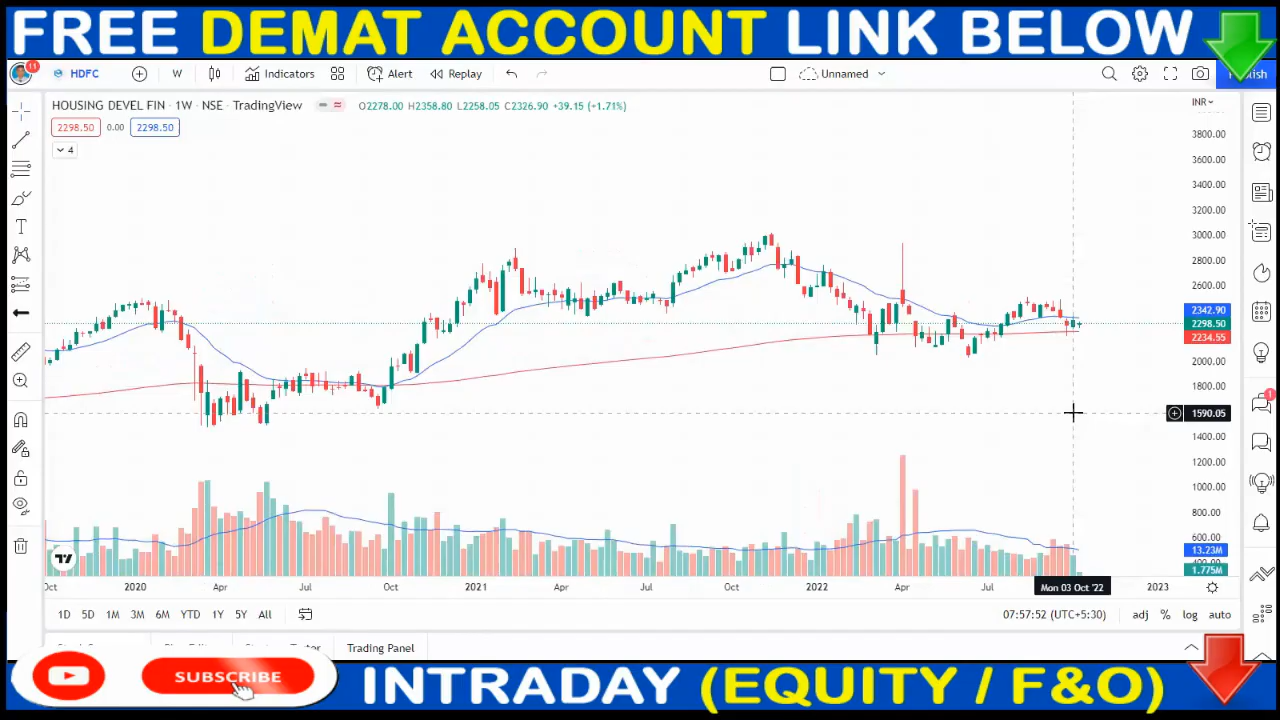 FREE DEMAT ACCOUNT LINK BELOW
11 HDFC W Indicators Alert Replay Unnamed Publish
HOUSING DEVEL FIN · 1W · NSE · TradingView O2278.00 H2358.80 L2258.05 C2326.90 +39.15 (+1.71%) INR
2298.50 0.00 2298.50
4
3800.00
3600.00
3400.00
3200.00
3000.00
2800.00
2600.00
2342.90
2298.50
2234.55
2000.00
1800.00
1590.05
1
1400.00
1200.00
1000.00
800.00
600.00
13.23M
400.00
1.775M
Oct 2020 Apr Jul Oct 2021 Apr Jul Oct 2022 Apr Jul Mon 03 Oct '22 2023
1D 5D 1M 3M 6M YTD 1Y 5Y All 07:57:52 (UTC+5:30) adj % log auto
Trading Panel
SUBSCRIBE
INTRADAY (EQUITY / F&O)